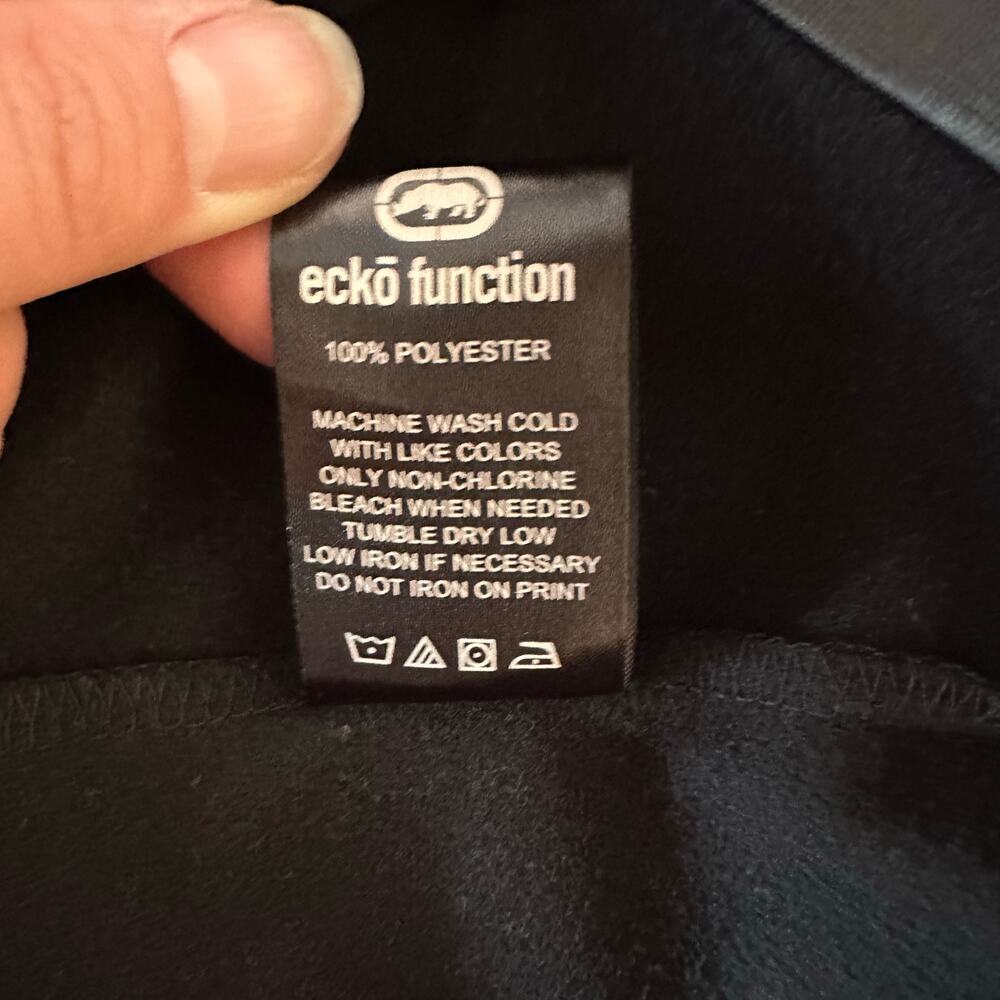 eckō function
100% POLYESTER
MACHINE WASH COLD
WITH LIKE COLORS
ONLY NON-CHLORINE
BLEACH WHEN NEEDED
TUMBLE DRY LOW
LOW IRON IF NECESSARY
DO NOT IRON ON PRINT